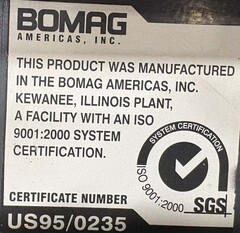 BOMAG
AMERICAS, INC.
THIS PRODUCT WAS MANUFACTURED
IN THE BOMAG AMERICAS, INC.
KEWANEE, ILLINOIS PLANT,
A FACILITY WITH AN ISO
9001:2000 SYSTEM
CERTIFICATION.
SYSTEM CERTIFICATION
ISO 9001:2000
SGS
CERTIFICATE NUMBER
US95/0235